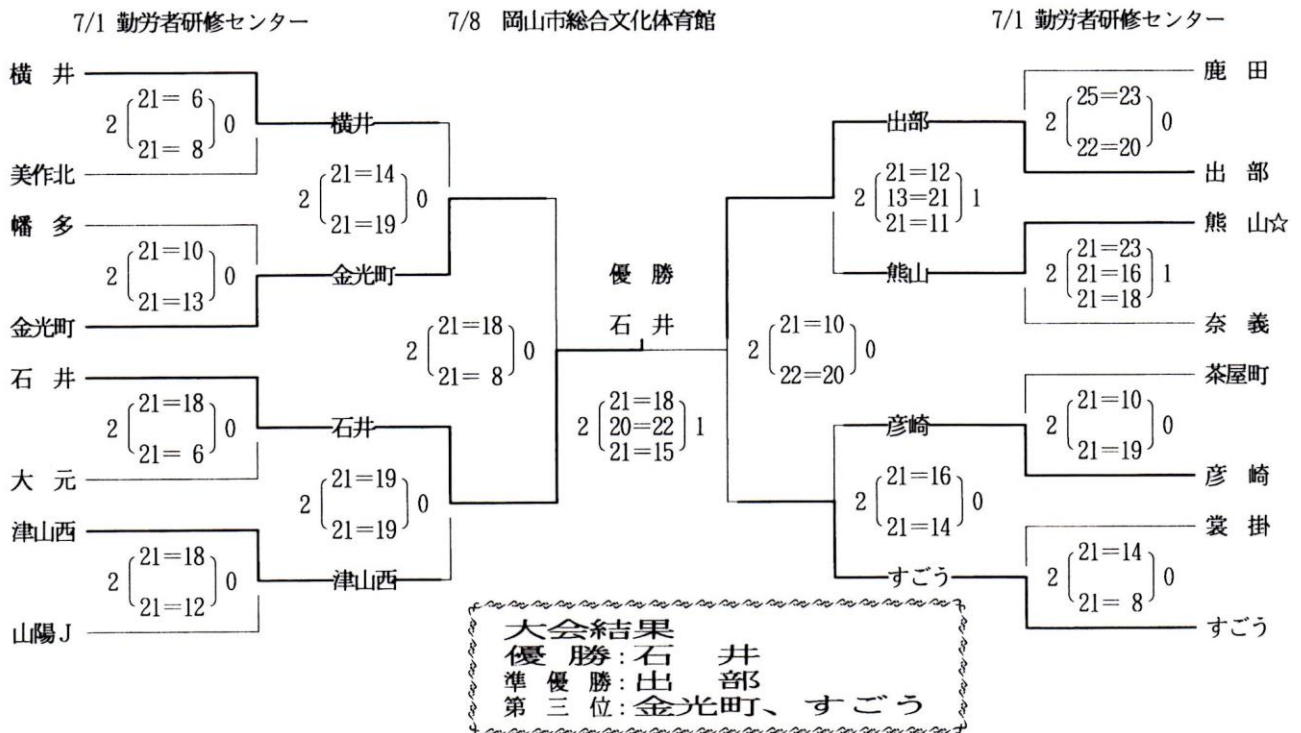 7/1 勤労者研修センター 7/8 岡山市総合文化体育館 7/1 勤労者研修センター
横 井
2 21=6 0
21=8
美作北
横井
幡 多
2 21=10 0
21=13
金光町
金光町
2 21=14 0
21=19
石 井
2 21=18 0
21=6
大 元
石井
津山西
2 21=18 0
21=12
山陽J
津山西
2 21=19 0
21=19
2 21=18 0
21=8
優 勝
石 井
2 21=18 1
20=22
21=15
2 21=10 0
22=20
出部
2 21=12 1
13=21
21=11
熊山
彦崎
2 21=16 0
21=14
すごう
鹿 田
2 25=23 0
22=20
出 部
熊 山☆
2 21=23 1
21=16
21=18
奈 義
茶屋町
2 21=10 0
21=19
彦 崎
裳 掛
2 21=14 0
21=8
すごう
大会結果
優 勝:石 井
準 優 勝:出 部
第 三 位:金光町、すごう